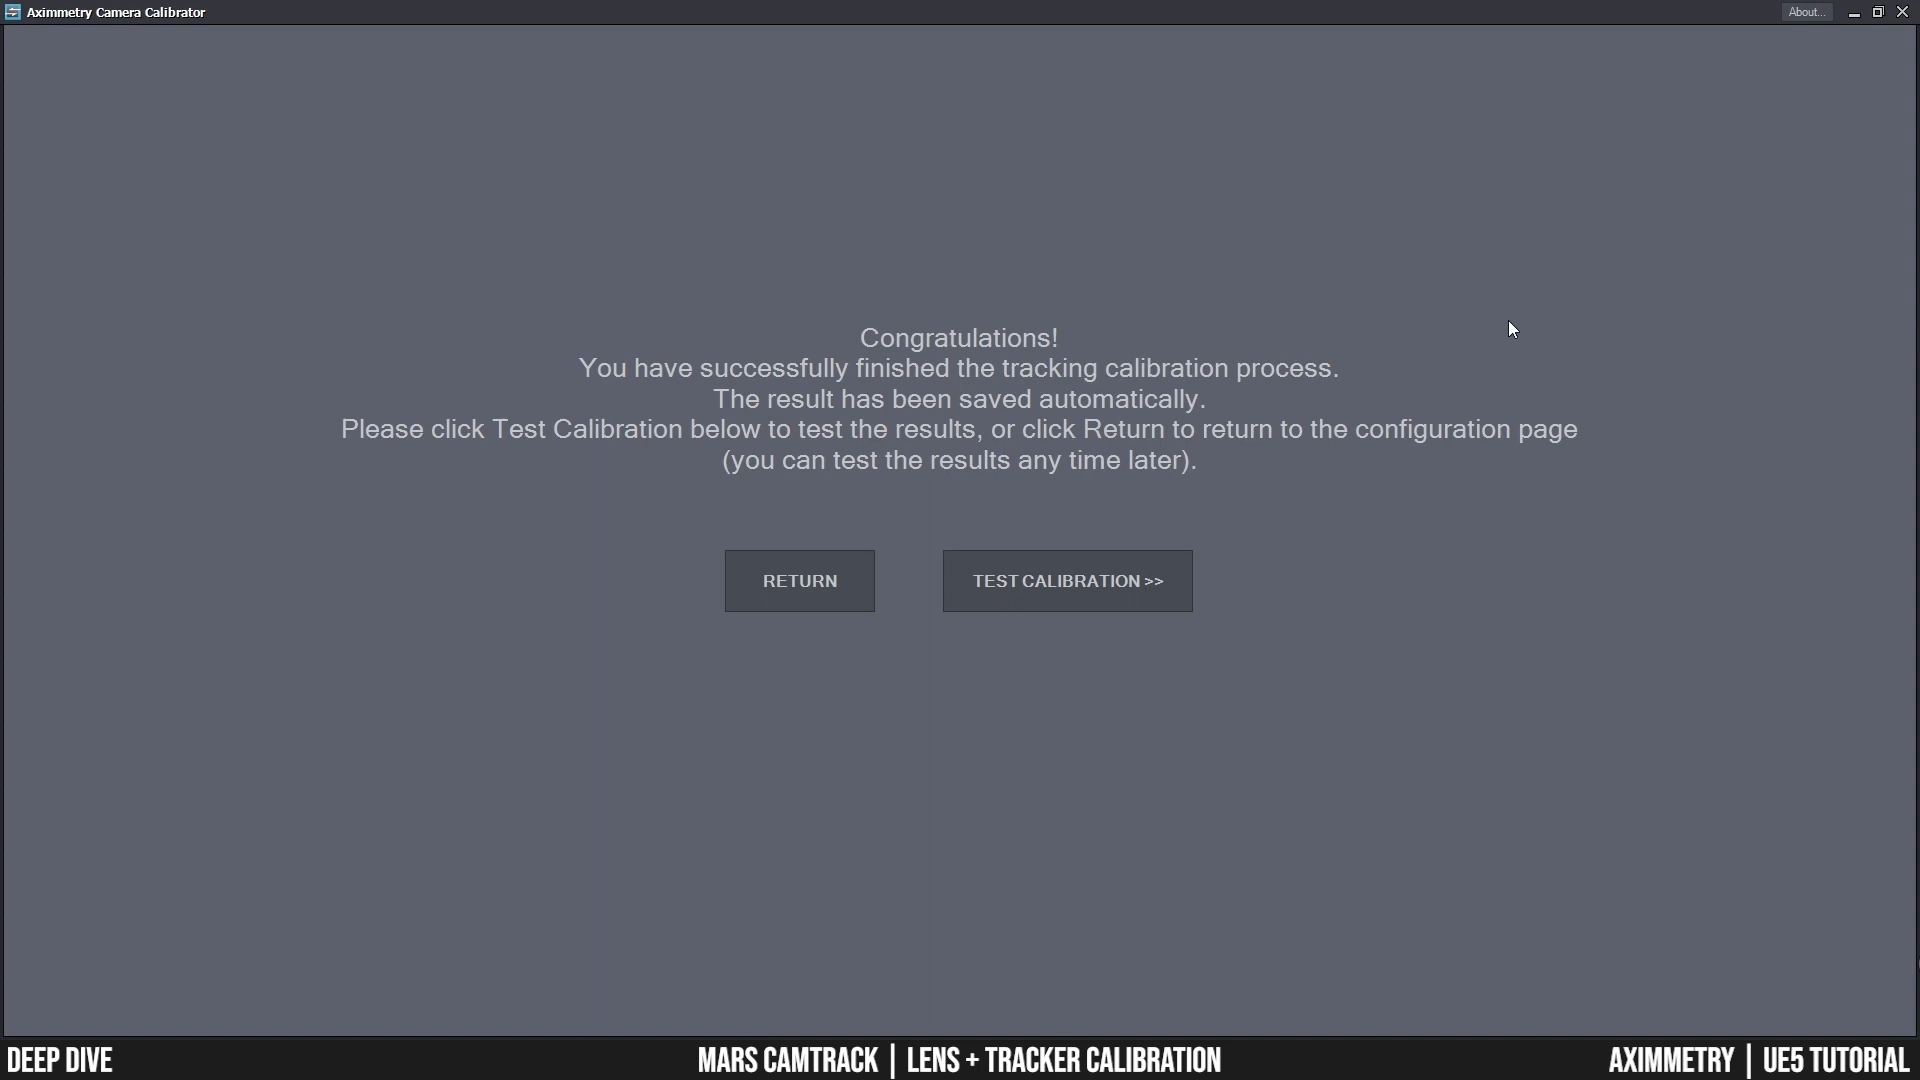 Aximmetry Camera Calibrator
About...
Congratulations!
You have successfully finished the tracking calibration process.
The result has been saved automatically.
Please click Test Calibration below to test the results, or click Return to return to the configuration page
(you can test the results any time later).
RETURN
TEST CALIBRATION >>
DEEP DIVE
MARS CAMTRACK | LENS + TRACKER CALIBRATION
AXIMMETRY | UE5 TUTORIAL